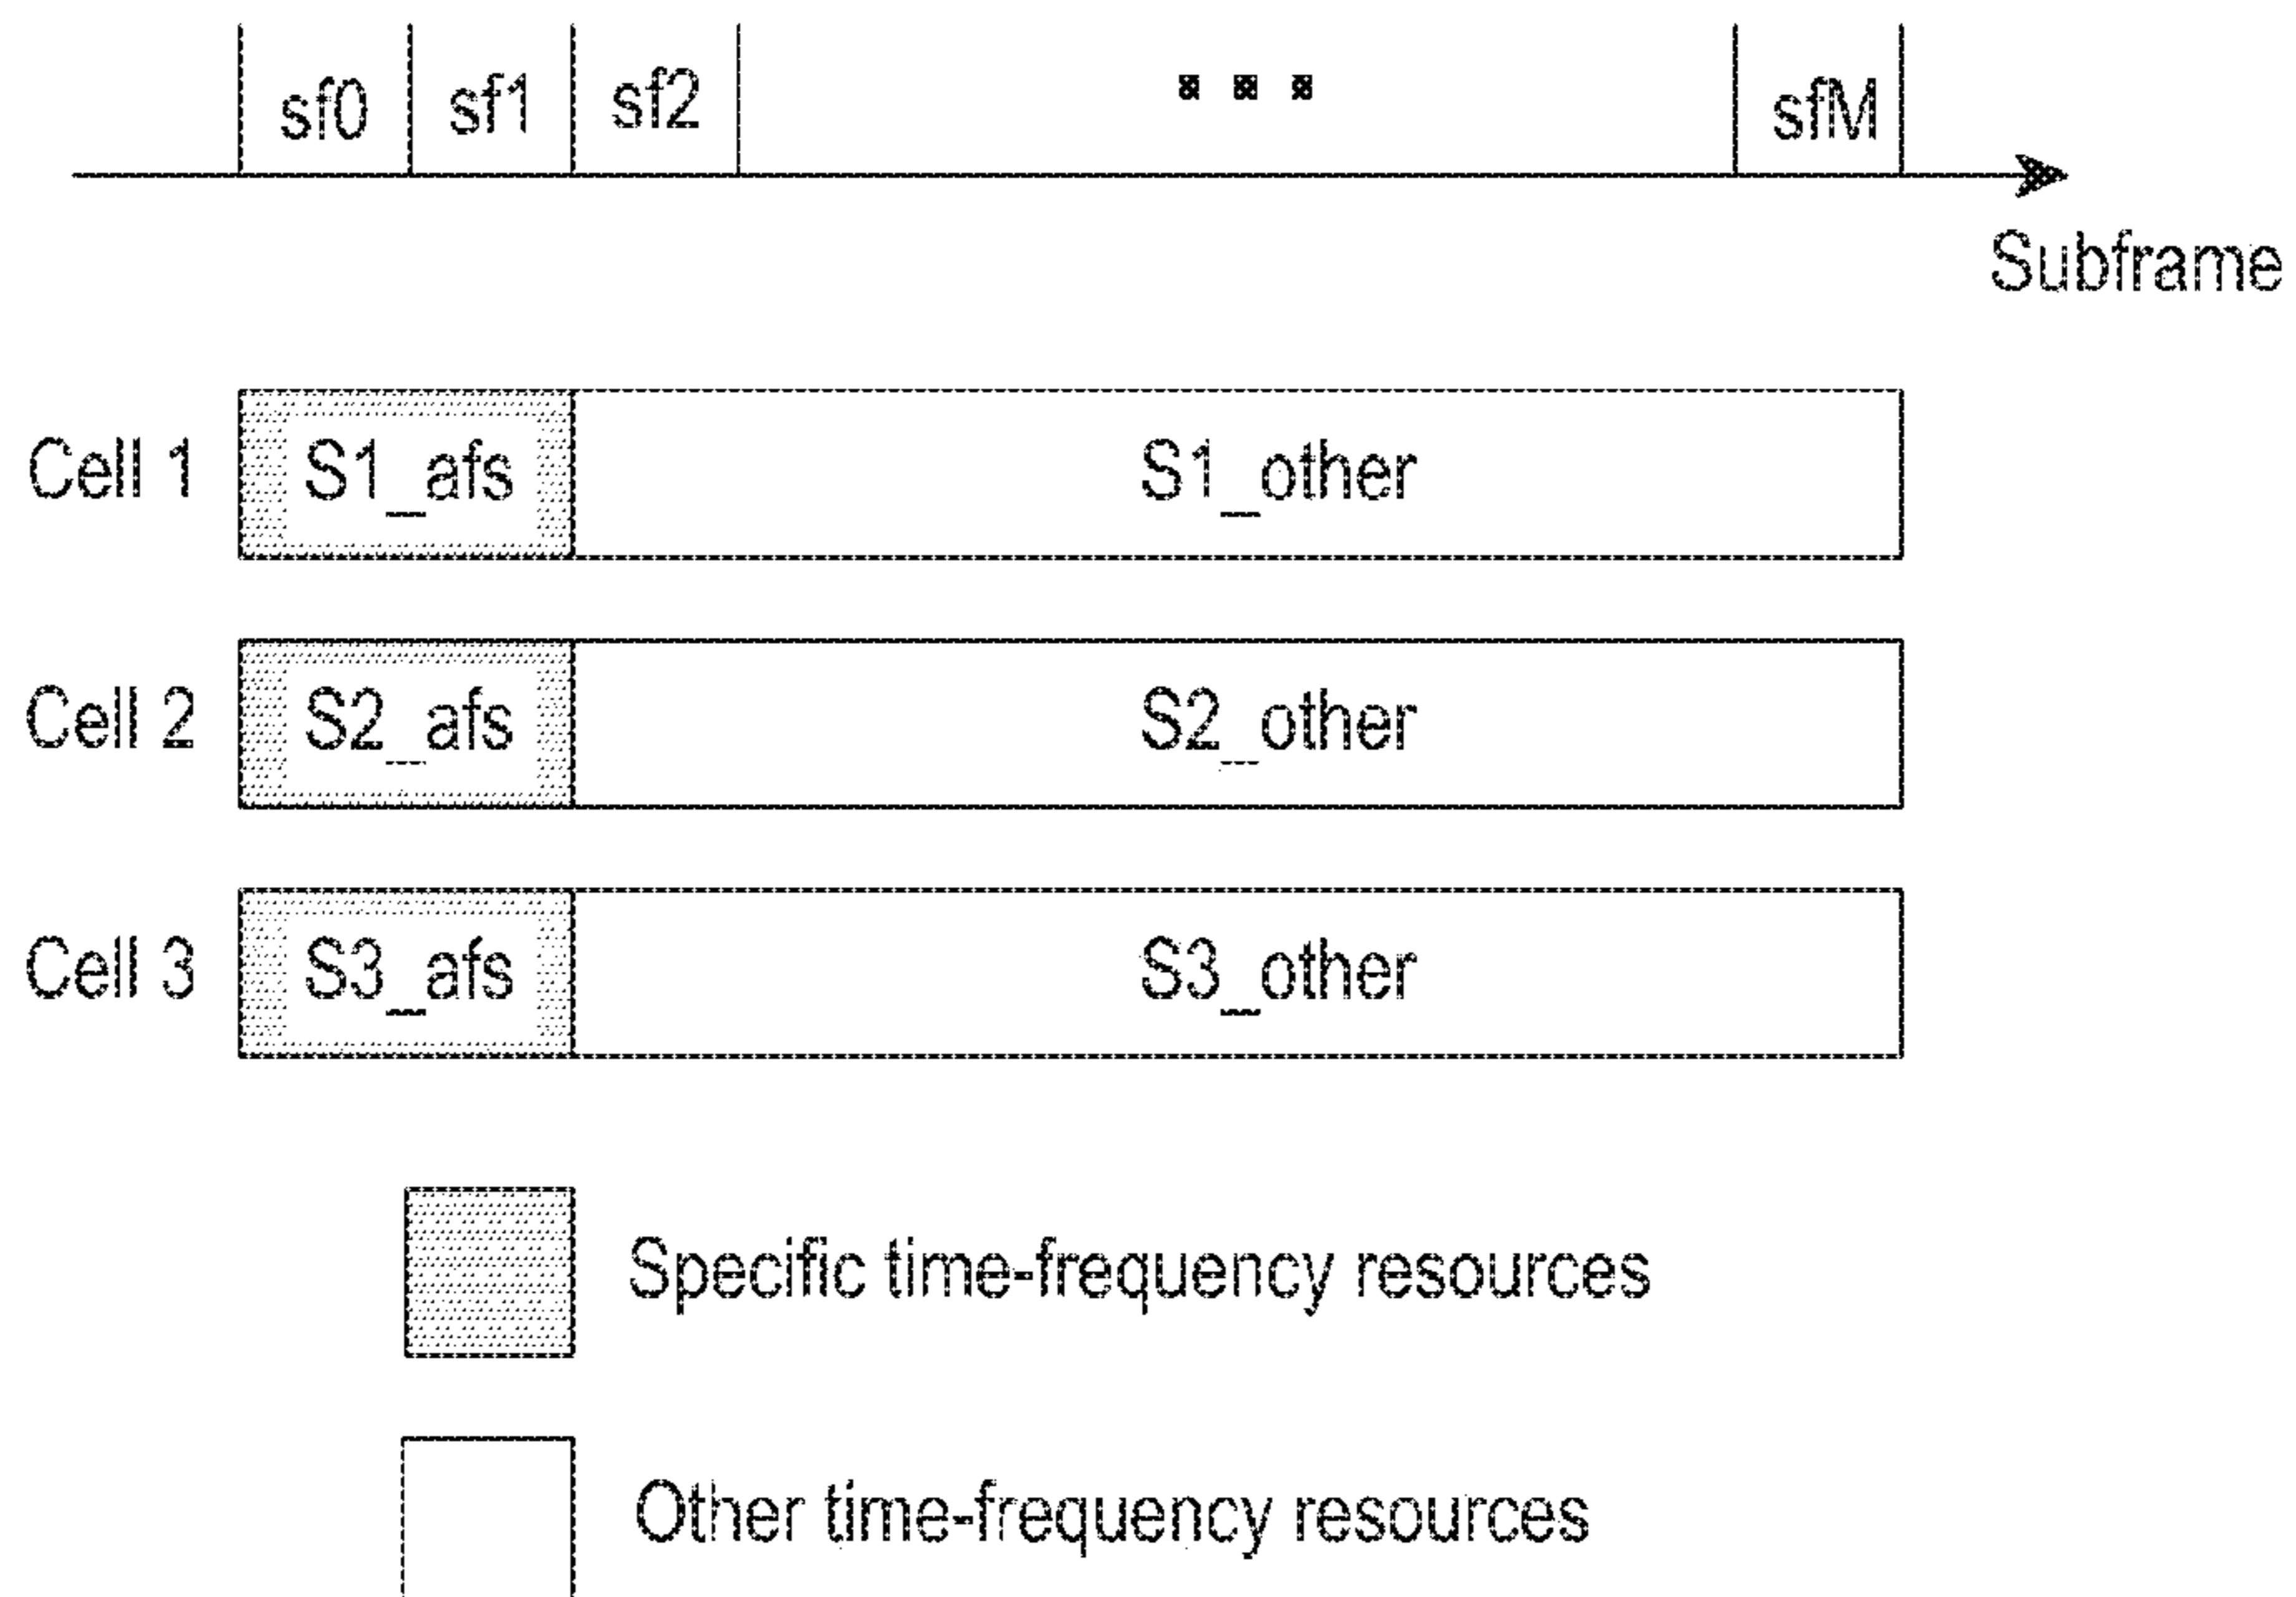 sf0 sf1 sf2 ... sfM
Subframe
Cell 1 S1_afs S1_other
Cell 2 S2_afs S2_other
Cell 3 S3_afs S3_other
Specific time-frequency resources
Other time-frequency resources